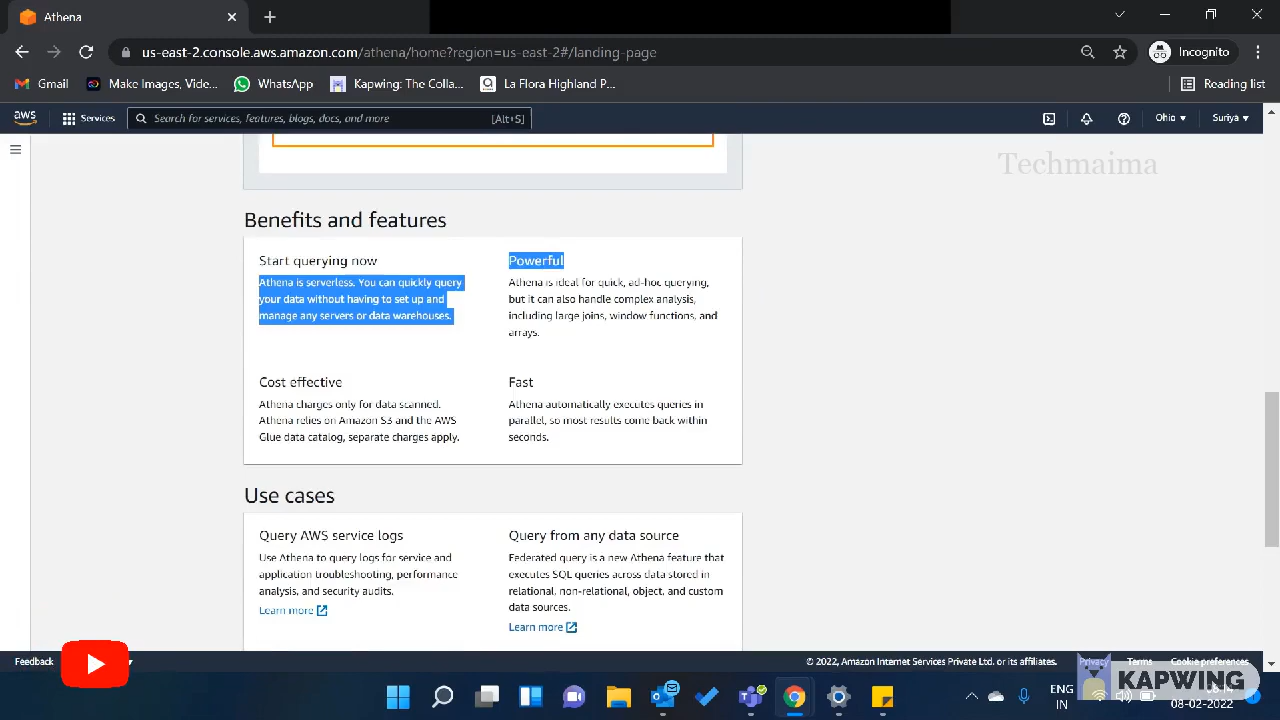 Athena
us-east-2.console.aws.amazon.com/athena/home?region=us-east-2#/landing-page
Incognito
Gmail
Make Images, Vide...
WhatsApp
Kapwing: The Colla...
La Flora Highland P...
Reading list
aws
Services
Search for services, features, blogs, docs, and more
[Alt+S]
Ohio
Suriya
Techmaima
Benefits and features
Start querying now
Athena is serverless. You can quickly query
your data without having to set up and
manage any servers or data warehouses.
Powerful
Athena is ideal for quick, ad-hoc querying,
but it can also handle complex analysis,
including large joins, window functions, and
arrays.
Cost effective
Athena charges only for data scanned.
Athena relies on Amazon S3 and the AWS
Glue data catalog, separate charges apply.
Fast
Athena automatically executes queries in
parallel, so most results come back within
seconds.
Use cases
Query AWS service logs
Use Athena to query logs for service and
application troubleshooting, performance
analysis, and security audits.
Learn more
Query from any data source
Federated query is a new Athena feature that
executes SQL queries across data stored in
relational, non-relational, object, and custom
data sources.
Learn more
Feedback
© 2022, Amazon Internet Services Private Ltd. or its affiliates.
Privacy
Terms
Cookie preferences
KAPWING
ENG
IN
08-02-2022